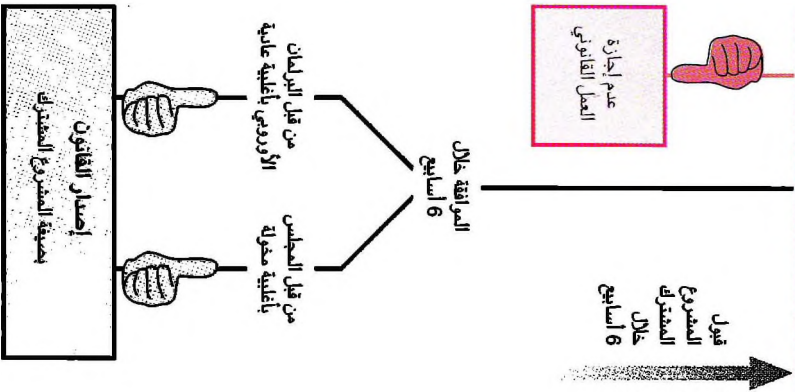 عدم إجازة
العمل القانوني
قبول
المشروع
المشترك
خلال
6 أسابيع
الموافقة خلال
6 أسابيع
من قبل البرلمان
الأوروبي بأغلبية عادية
من قبل المجلس
بأغلبية مخولة
إصدار القانون
بصيغة المشروع المشترك